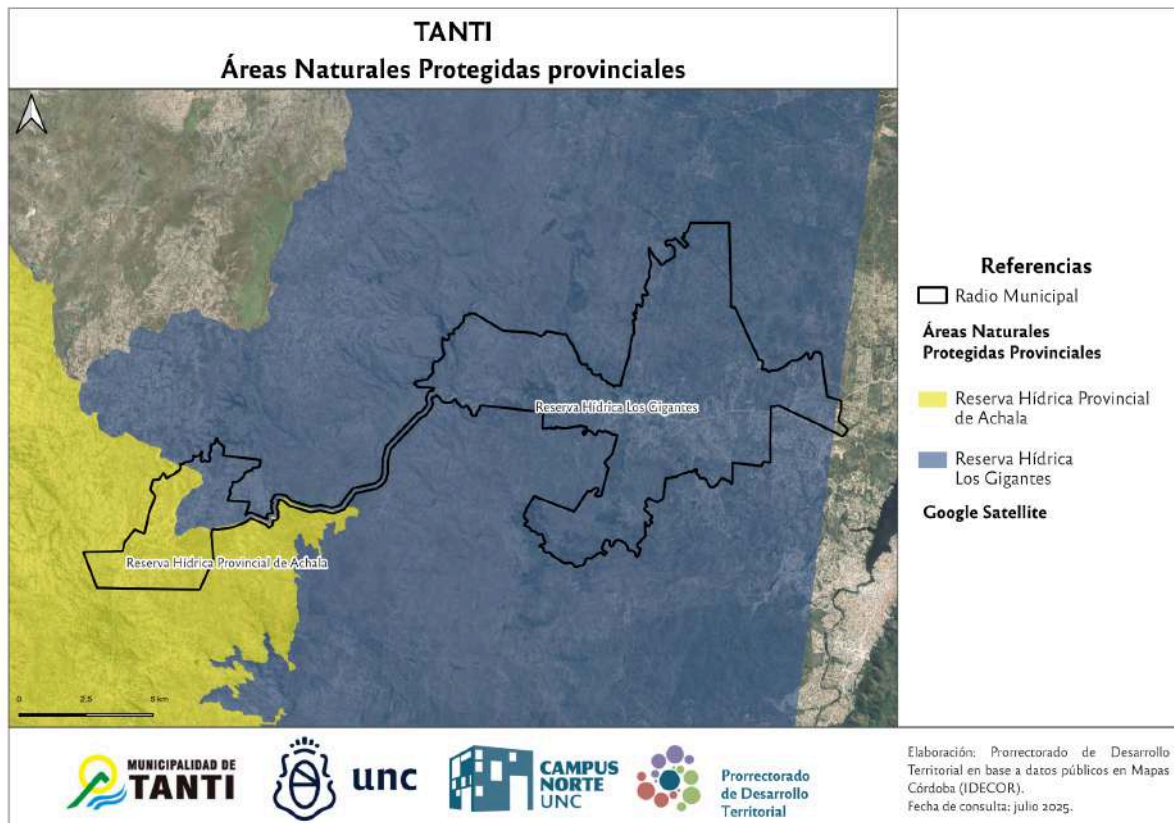 TANTI
Áreas Naturales Protegidas provinciales
Reserva Hídrica Los Gigantes
Reserva Hídrica Provincial de Achala
0 2,5 5 km
Referencias
Radio Municipal
Áreas Naturales
Protegidas Provinciales
Reserva Hídrica Provincial
de Achala
Reserva Hídrica
Los Gigantes
Google Satellite
MUNICIPALIDAD DE
TANTI
unc
CAMPUS
NORTE
UNC
Prorrectorado
de Desarrollo
Territorial
Elaboración: Prorrectorado de Desarrollo
Territorial en base a datos públicos en Mapas
Córdoba (IDECOR).
Fecha de consulta: julio 2025.